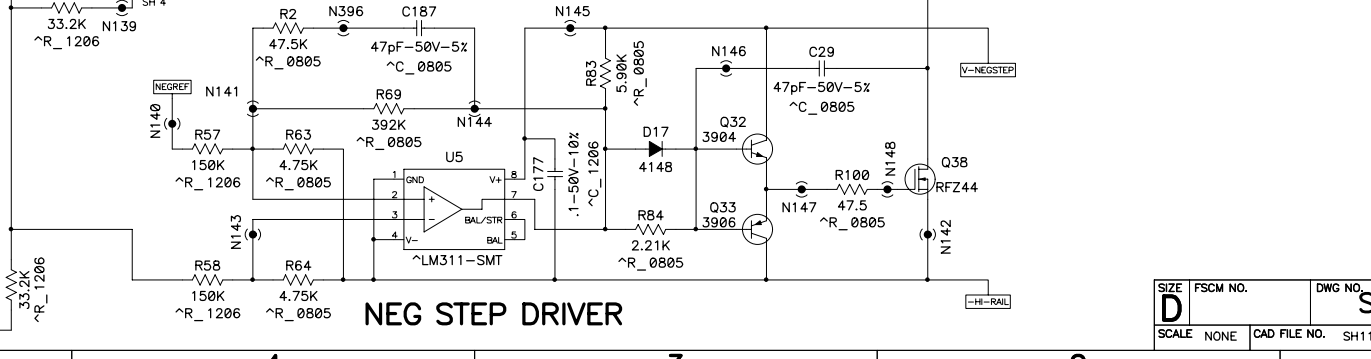 SH 4
33.2K
^R_1206
N139
R2
47.5K
^R_0805
N396
C187
47pF-50V-5%
^C_0805
N145
R83
5.90K
^R_0805
N146
C29
47pF-50V-5%
^C_0805
V-NEGSTEP
NEGREF
N140
N141
R69
392K
^R_0805
N144
R57
150K
^R_1206
R63
4.75K
^R_0805
U5
1
GND
V+
8
2
+
7
3
-
BAL/STR
6
4
V-
BAL
5
^LM311-SMT
C177
.1-50V-10%
^C_1206
D17
4148
Q32
3904
Q33
3906
R84
2.21K
^R_0805
N147
R100
47.5
^R_0805
N148
Q38
RFZ44
N142
N143
R58
150K
^R_1206
R64
4.75K
^R_0805
33.2K
^R_1206
-HI-RAIL
NEG STEP DRIVER
SIZE
D
FSCM NO.
DWG NO.
S
SCALE NONE
CAD FILE NO. SH11